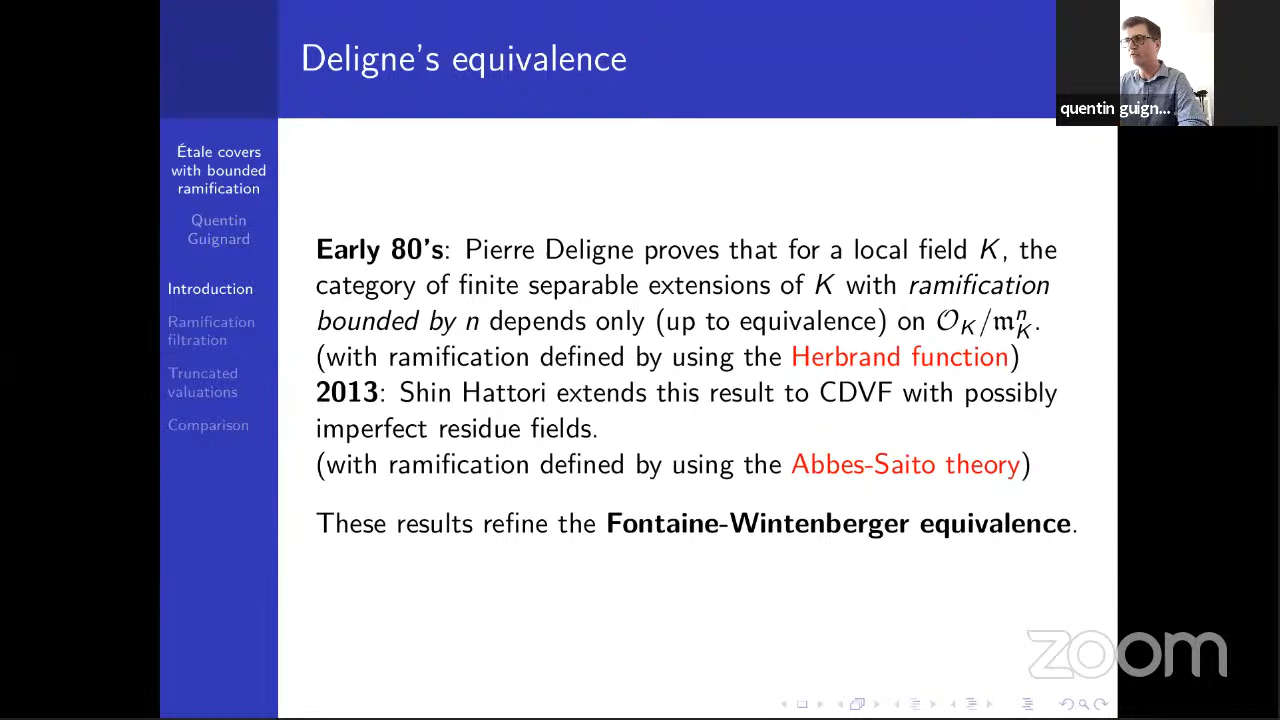 Deligne's equivalence
quentin guign...
Étale covers
with bounded
ramification
Quentin
Guignard
Introduction
Ramification
filtration
Truncated
valuations
Comparison
Early 80's: Pierre Deligne proves that for a local field K, the
category of finite separable extensions of K with ramification
bounded by n depends only (up to equivalence) on 𝒪_K/𝔪_K^n.
(with ramification defined by using the Herbrand function)
2013: Shin Hattori extends this result to CDVF with possibly
imperfect residue fields.
(with ramification defined by using the Abbes-Saito theory)
These results refine the Fontaine-Wintenberger equivalence.
zoom